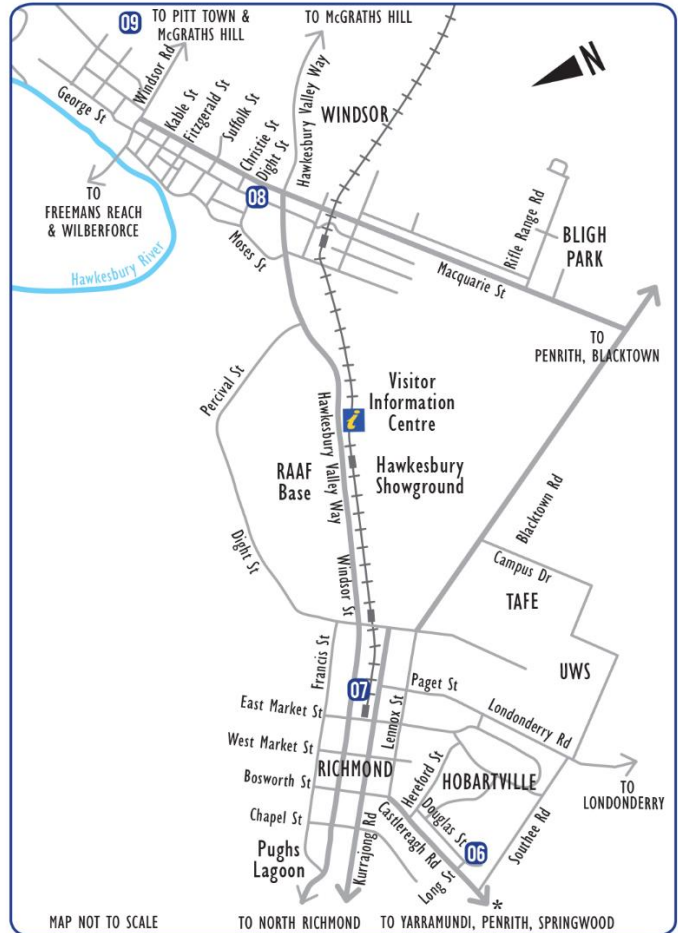 09
TO PITT TOWN &
McGRATHS HILL
TO McGRATHS HILL
N
Windsor Rd
George St
Kable St
Fitzgerald St
Suffolk St
Christie St
Dight St
Hawkesbury Valley Way
WINDSOR
08
TO
FREEMANS REACH
& WILBERFORCE
Moses St
Hawkesbury River
Rifle Range Rd
BLIGH
PARK
Macquarie St
TO
PENRITH, BLACKTOWN
Percival St
Visitor
Information
Centre
i
Hawkesbury Valley Way
RAAF
Base
Hawkesbury
Showground
Blacktown Rd
Dight St
Windsor St
Campus Dr
TAFE
UWS
Francis St
07
East Market St
Lennox St
Paget St
Londonderry Rd
West Market St
RICHMOND
Hereford St
HOBARTVILLE
TO
LONDONDERRY
Bosworth St
Chapel St
Castlereagh Rd
Douglas St
06
Southee Rd
Pughs
Lagoon
Kurrajong Rd
Long St
*
MAP NOT TO SCALE
TO NORTH RICHMOND
TO YARRAMUNDI, PENRITH, SPRINGWOOD